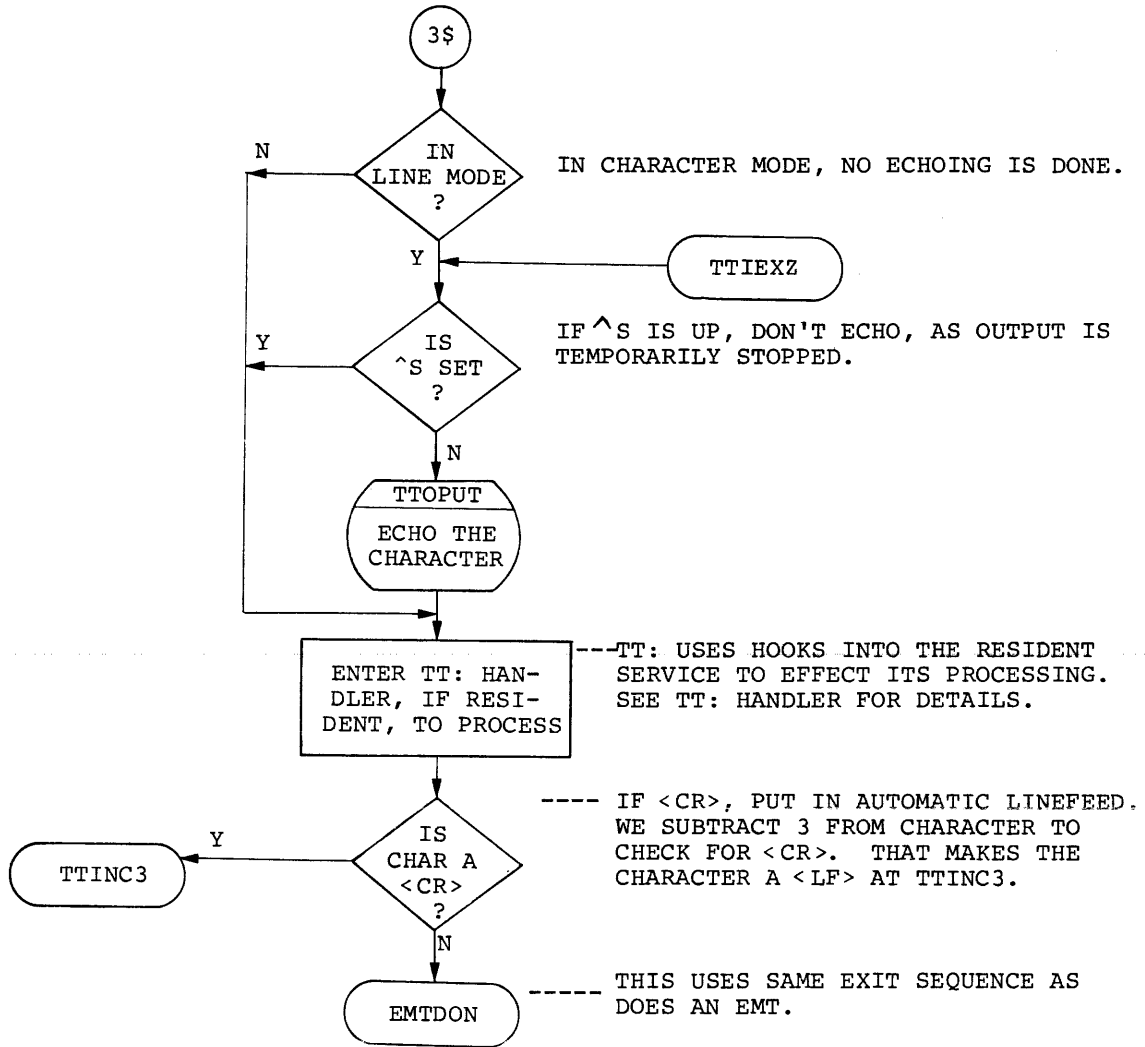 3$
N
IN
LINE MODE
?
IN CHARACTER MODE, NO ECHOING IS DONE.
Y
TTIEXZ
Y
IS
^S SET
?
IF ^S IS UP, DON'T ECHO, AS OUTPUT IS
TEMPORARILY STOPPED.
N
TTOPUT
ECHO THE
CHARACTER
ENTER TT: HAN-
DLER, IF RESI-
DENT, TO PROCESS
---TT: USES HOOKS INTO THE RESIDENT
SERVICE TO EFFECT ITS PROCESSING.
SEE TT: HANDLER FOR DETAILS.
Y
TTINC3
IS
CHAR A
<CR>
?
---- IF <CR>, PUT IN AUTOMATIC LINEFEED.
WE SUBTRACT 3 FROM CHARACTER TO
CHECK FOR <CR>. THAT MAKES THE
CHARACTER A <LF> AT TTINC3.
N
EMTDON
----- THIS USES SAME EXIT SEQUENCE AS
DOES AN EMT.